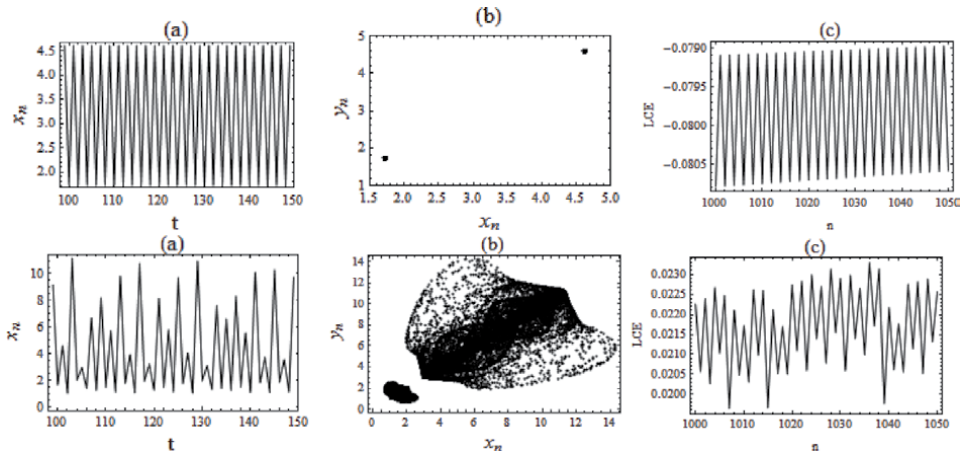 (a)
x_n
4.5
4.0
3.5
3.0
2.5
2.0
100 110 120 130 140 150
t
(b)
y_n
5
4
3
2
1
1.5 2.0 2.5 3.0 3.5 4.0 4.5 5.0
x_n
(c)
LCE
−0.0790
−0.0795
−0.0800
−0.0805
1000 1010 1020 1030 1040 1050
n
(a)
x_n
10
8
6
4
2
0
100 110 120 130 140 150
t
(b)
y_n
14
12
10
8
6
4
2
0
0 2 4 6 8 10 12 14
x_n
(c)
LCE
0.0230
0.0220
0.0215
0.0210
0.0200
1000 1010 1020 1030 1040 1050
n